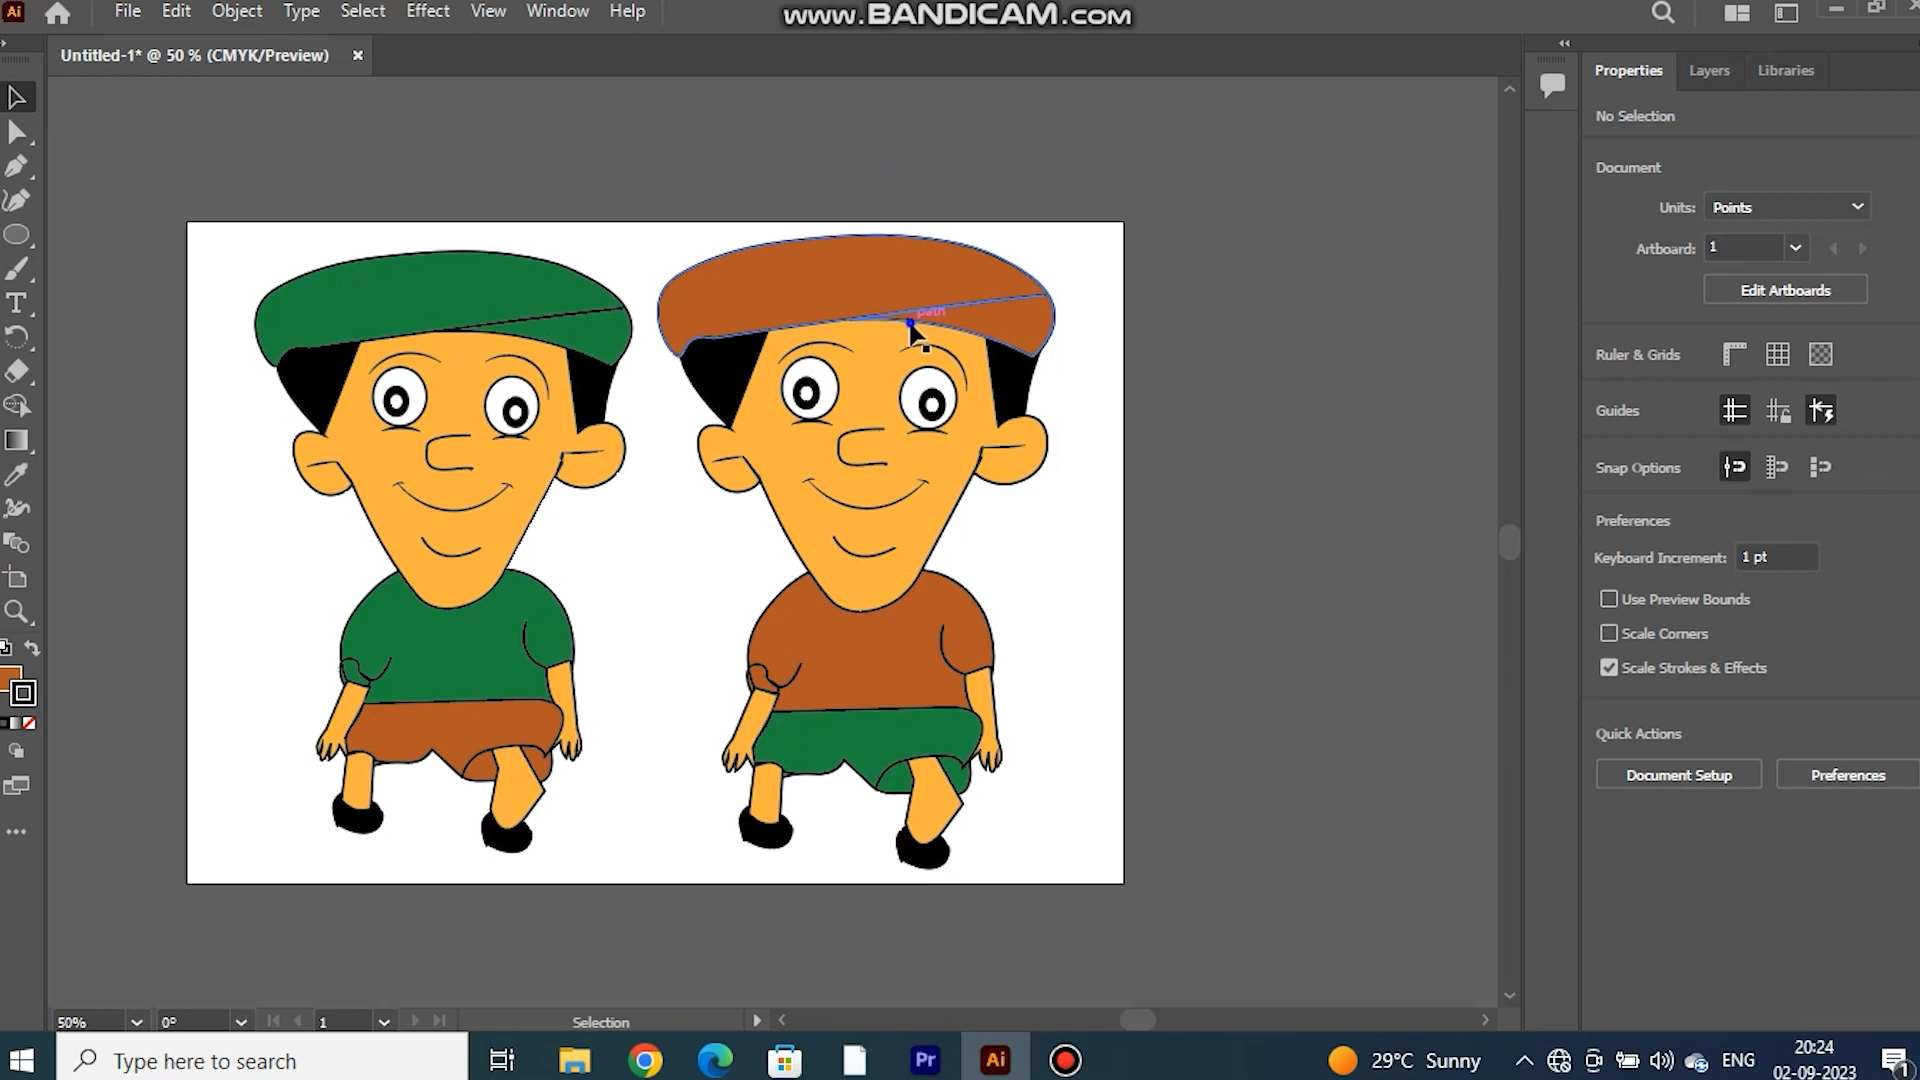 Ai File Edit Object Type Select Effect View Window Help
www.BANDICAM.com
Untitled-1* @ 50 % (CMYK/Preview) ×
Properties Layers Libraries
No Selection
Document
Units: Points
Artboard: 1
Edit Artboards
path
Ruler & Grids
Guides
Snap Options
Preferences
Keyboard Increment: 1 pt
Use Preview Bounds
Scale Corners
Scale Strokes & Effects
Quick Actions
Document Setup Preferences
50% 0° 1 Selection
Type here to search
Pr Ai
29°C Sunny
ENG
20:24
02-09-2023
1